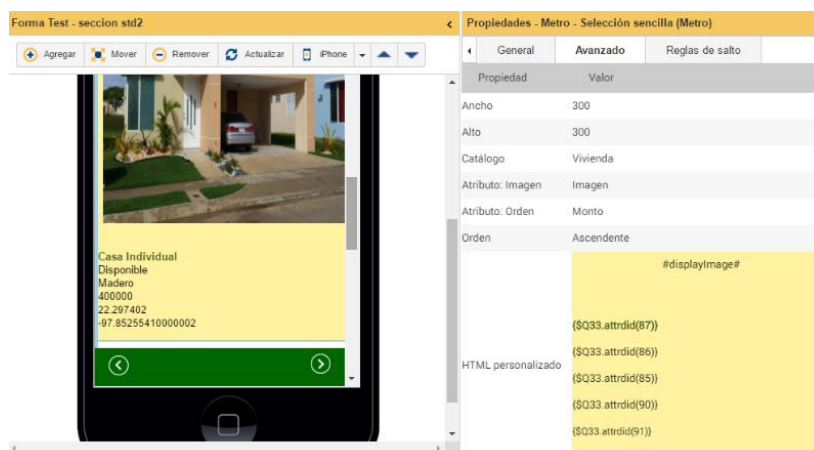 Forma Test - seccion std2
Agregar Mover Remover Actualizar iPhone
Casa Individual
Disponible
Madero
400000
22.297402
-97.85255410000002
Propiedades - Metro - Selección sencilla (Metro)
General Avanzado Reglas de salto
Propiedad Valor
Ancho 300
Alto 300
Catálogo Vivienda
Atributo: Imagen Imagen
Atributo: Orden Monto
Orden Ascendente
HTML personalizado
#displayImage#
{$Q33.attrdid(87)}
{$Q33.attrdid(86)}
{$Q33.attrdid(85)}
{$Q33.attrdid(90)}
{$Q33.attrdid(91)}